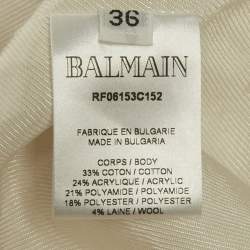 36
BALMAIN
RF06153C152
FABRIQUE EN BULGARIE
MADE IN BULGARIA
CORPS / BODY
33% COTON / COTTON
24% ACRYLIQUE / ACRYLIC
21% POLYAMIDE / POLYAMIDE
18% POLYESTER / POLYESTER
4% LAINE / WOOL